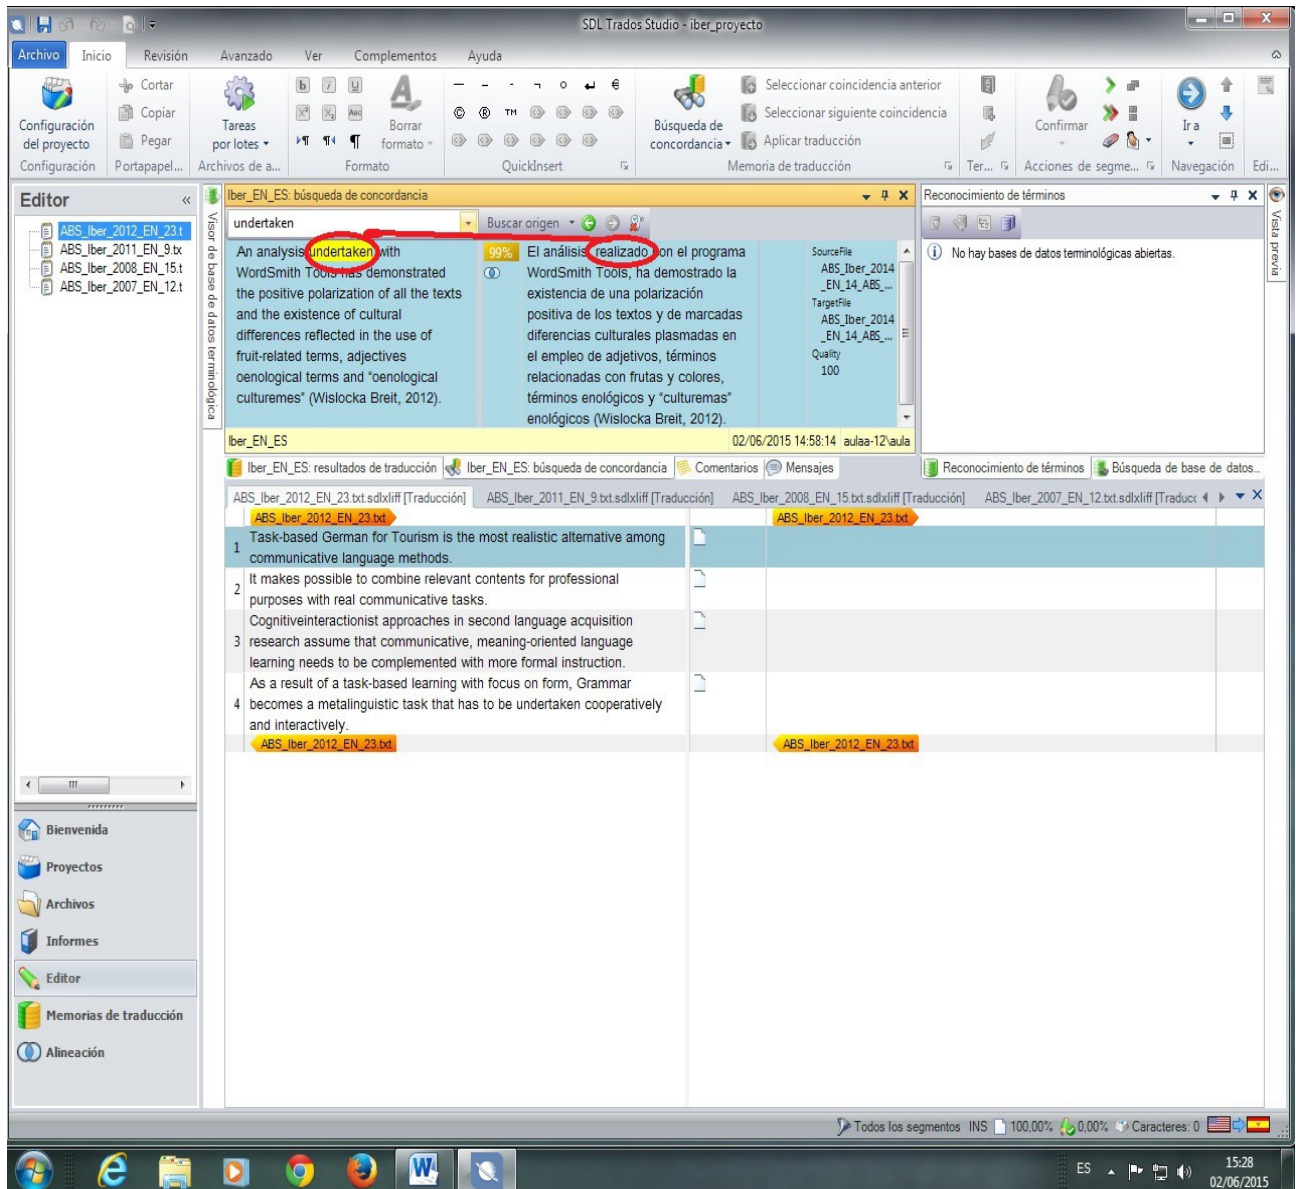 SDL Trados Studio - iber_proyecto
Archivo Inicio Revisión Avanzado Ver Complementos Ayuda
Configuración del proyecto
Cortar
Copiar
Pegar
Tareas por lotes
Borrar formato
Búsqueda de concordancia
Seleccionar coincidencia anterior
Seleccionar siguiente coincidencia
Aplicar traducción
Confirmar
Ir a
Configuración Portapapel... Archivos de a... Formato QuickInsert Memoria de traducción Ter... Acciones de segme... Navegación Edi...
Editor
ABS_Iber_2012_EN_23.t
ABS_Iber_2011_EN_9.tx
ABS_Iber_2008_EN_15.t
ABS_Iber_2007_EN_12.t
Visor de base de datos terminológica
Iber_EN_ES: búsqueda de concordancia
undertaken Buscar origen
An analysis undertaken with
WordSmith Tools has demonstrated
the positive polarization of all the texts
and the existence of cultural
differences reflected in the use of
fruit-related terms, adjectives
oenological terms and “oenological
culturemes” (Wislocka Breit, 2012).
99%
El análisis, realizado con el programa
WordSmith Tools, ha demostrado la
existencia de una polarización
positiva de los textos y de marcadas
diferencias culturales plasmadas en
el empleo de adjetivos, términos
relacionadas con frutas y colores,
términos enológicos y “culturemas”
enológicos (Wislocka Breit, 2012).
SourceFile
ABS_Iber_2014
_EN_14_ABS_...
TargetFile
ABS_Iber_2014
_EN_14_ABS_...
Quality
100
Iber_EN_ES 02/06/2015 14:58:14 aulaa-12\aula
Reconocimiento de términos
No hay bases de datos terminológicas abiertas.
Vista previa
Iber_EN_ES: resultados de traducción Iber_EN_ES: búsqueda de concordancia Comentarios Mensajes
Reconocimiento de términos Búsqueda de base de datos...
ABS_Iber_2012_EN_23.txt.sdlxliff [Traducción] ABS_Iber_2011_EN_9.txt.sdlxliff [Traducción] ABS_Iber_2008_EN_15.txt.sdlxliff [Traducción] ABS_Iber_2007_EN_12.txt.sdlxliff [Traducc
ABS_Iber_2012_EN_23.txt ABS_Iber_2012_EN_23.txt
1 Task-based German for Tourism is the most realistic alternative among
communicative language methods.
2 It makes possible to combine relevant contents for professional
purposes with real communicative tasks.
Cognitiveinteractionist approaches in second language acquisition
3 research assume that communicative, meaning-oriented language
learning needs to be complemented with more formal instruction.
As a result of a task-based learning with focus on form, Grammar
4 becomes a metalinguistic task that has to be undertaken cooperatively
and interactively.
ABS_Iber_2012_EN_23.txt ABS_Iber_2012_EN_23.txt
Bienvenida
Proyectos
Archivos
Informes
Editor
Memorias de traducción
Alineación
Todos los segmentos INS 100,00% 0,00% Caracteres: 0
ES 15:28
02/06/2015